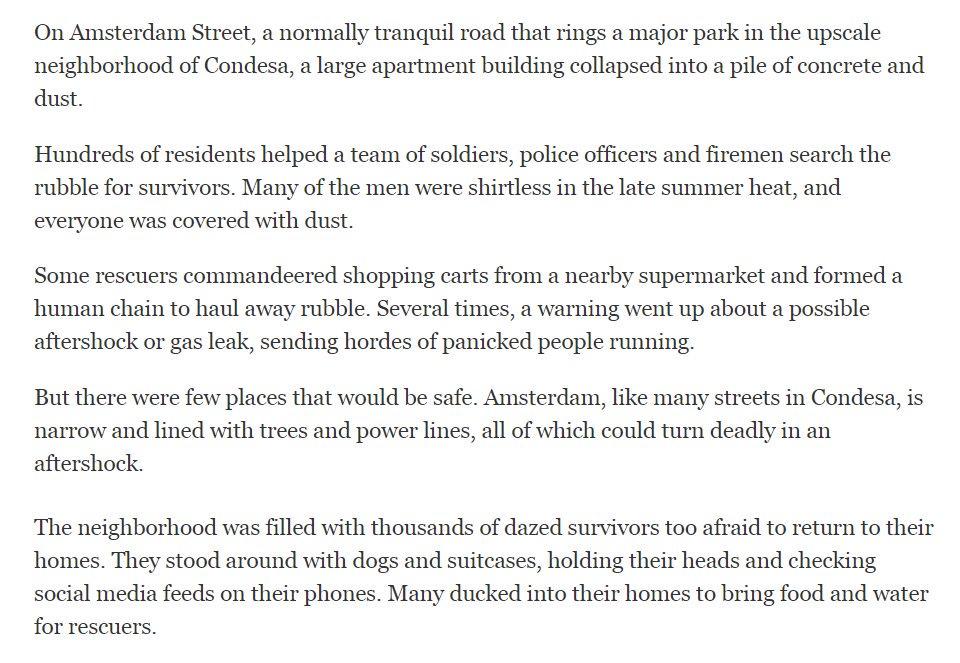 On Amsterdam Street, a normally tranquil road that rings a major park in the upscale
neighborhood of Condesa, a large apartment building collapsed into a pile of concrete and
dust.
Hundreds of residents helped a team of soldiers, police officers and firemen search the
rubble for survivors. Many of the men were shirtless in the late summer heat, and
everyone was covered with dust.
Some rescuers commandeered shopping carts from a nearby supermarket and formed a
human chain to haul away rubble. Several times, a warning went up about a possible
aftershock or gas leak, sending hordes of panicked people running.
But there were few places that would be safe. Amsterdam, like many streets in Condesa, is
narrow and lined with trees and power lines, all of which could turn deadly in an
aftershock.
The neighborhood was filled with thousands of dazed survivors too afraid to return to their
homes. They stood around with dogs and suitcases, holding their heads and checking
social media feeds on their phones. Many ducked into their homes to bring food and water
for rescuers.